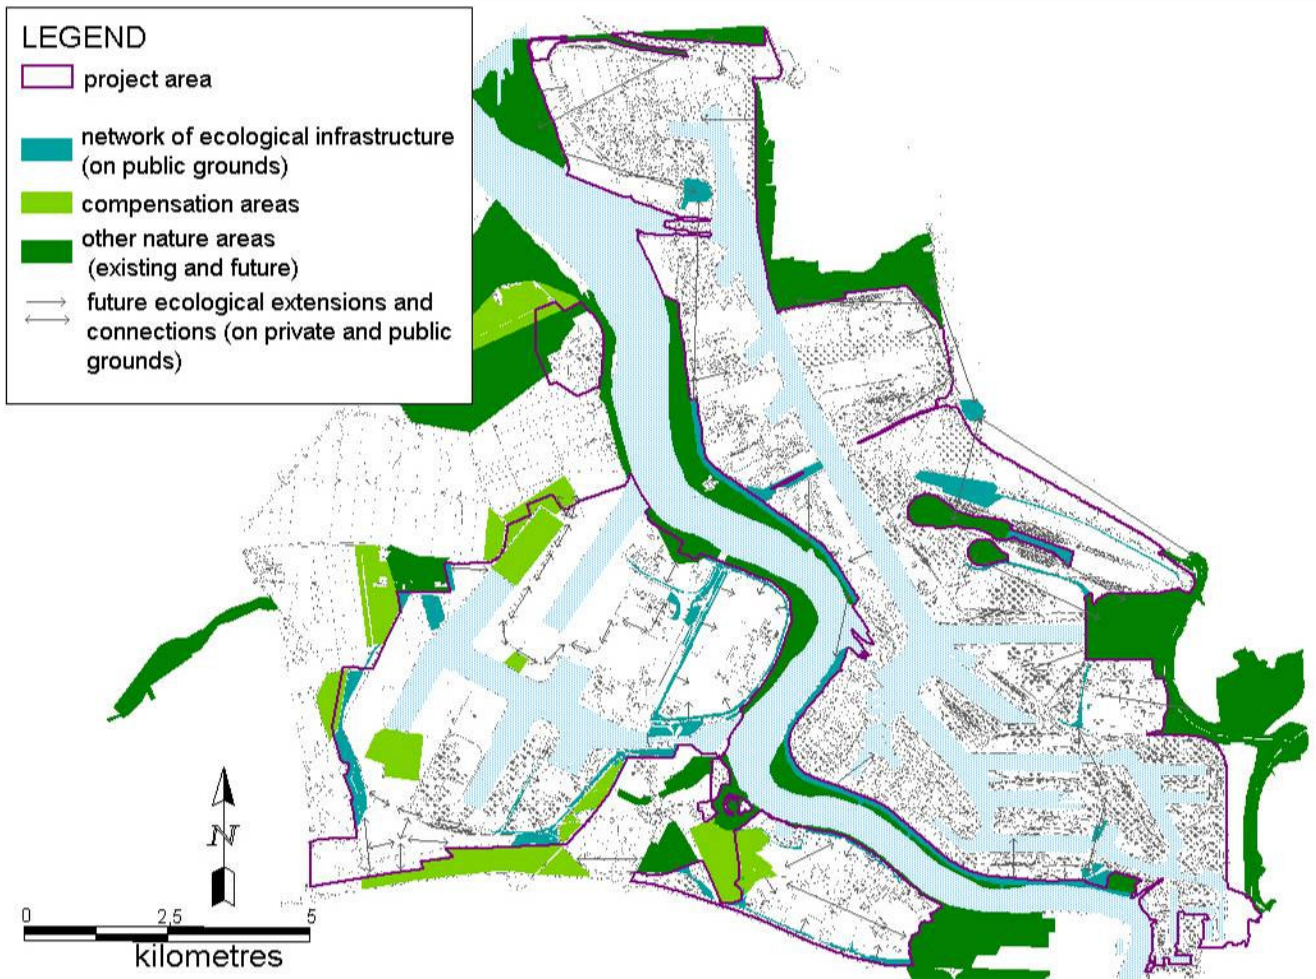 LEGEND
project area
network of ecological infrastructure
(on public grounds)
compensation areas
other nature areas
(existing and future)
future ecological extensions and
connections (on private and public
grounds)
N
0 2,5 5
kilometres